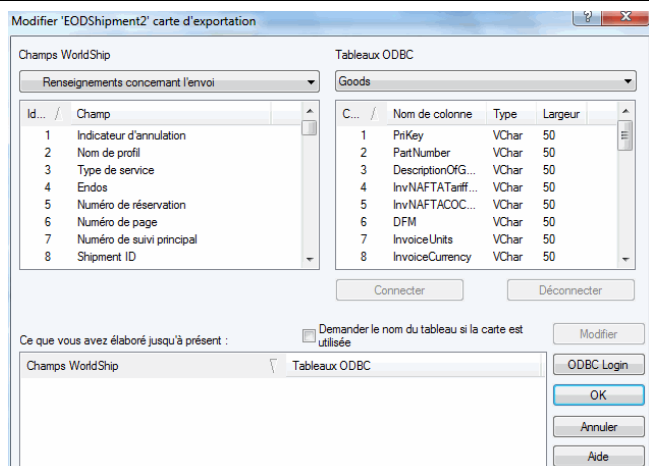 Modifier 'EODShipment2' carte d'exportation
Champs WorldShip
Tableaux ODBC
Renseignements concernant l'envoi
Goods
Id... Champ
C... Nom de colonne Type Largeur
1 Indicateur d'annulation
2 Nom de profil
3 Type de service
4 Endos
5 Numéro de réservation
6 Numéro de page
7 Numéro de suivi principal
8 Shipment ID
1 PriKey VChar 50
2 PartNumber VChar 50
3 DescriptionOfG... VChar 50
4 InvNAFTATariff... VChar 50
5 InvNAFTACOC... VChar 50
6 DFM VChar 50
7 InvoiceUnits VChar 50
8 InvoiceCurrency VChar 50
Connecter
Déconnecter
Ce que vous avez élaboré jusqu'à présent :
Demander le nom du tableau si la carte est
utilisée
Modifier
Champs WorldShip
Tableaux ODBC
ODBC Login
OK
Annuler
Aide